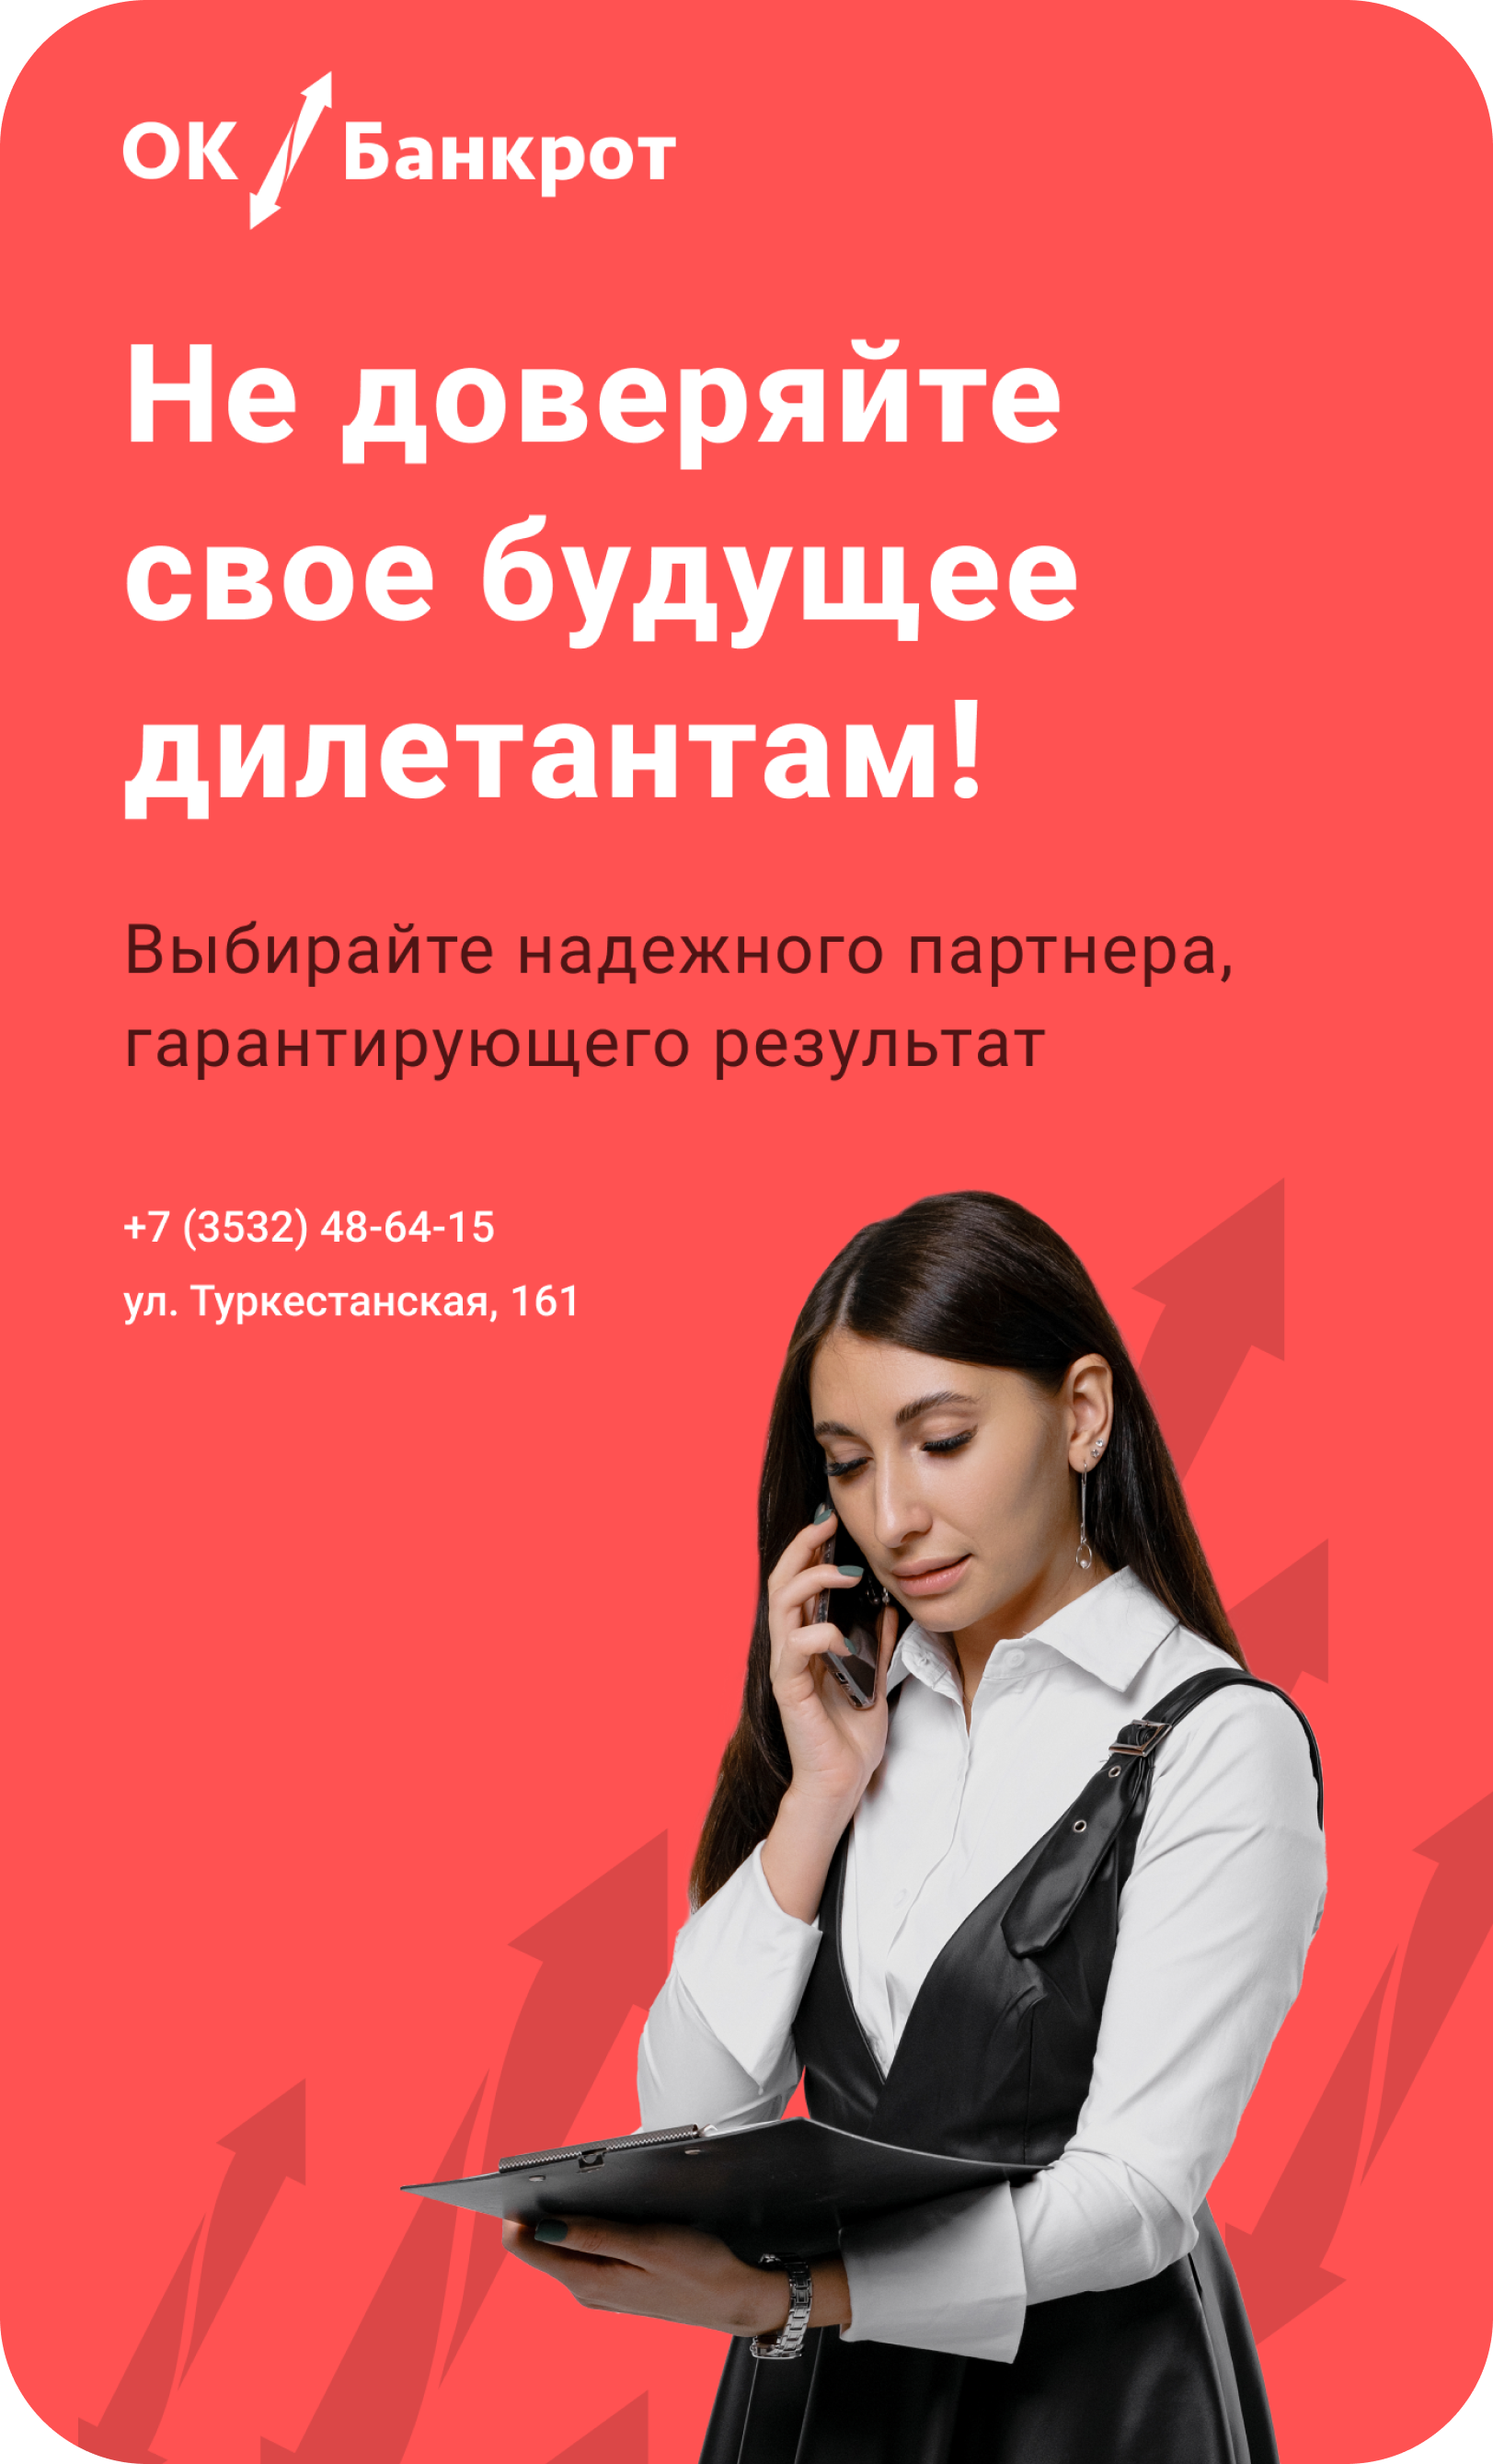 ОК Банкрот
Не доверяйте
свое будущее
дилетантам!
Выбирайте надежного партнера,
гарантирующего результат
+7 (3532) 48-64-15
ул. Туркестанская, 161